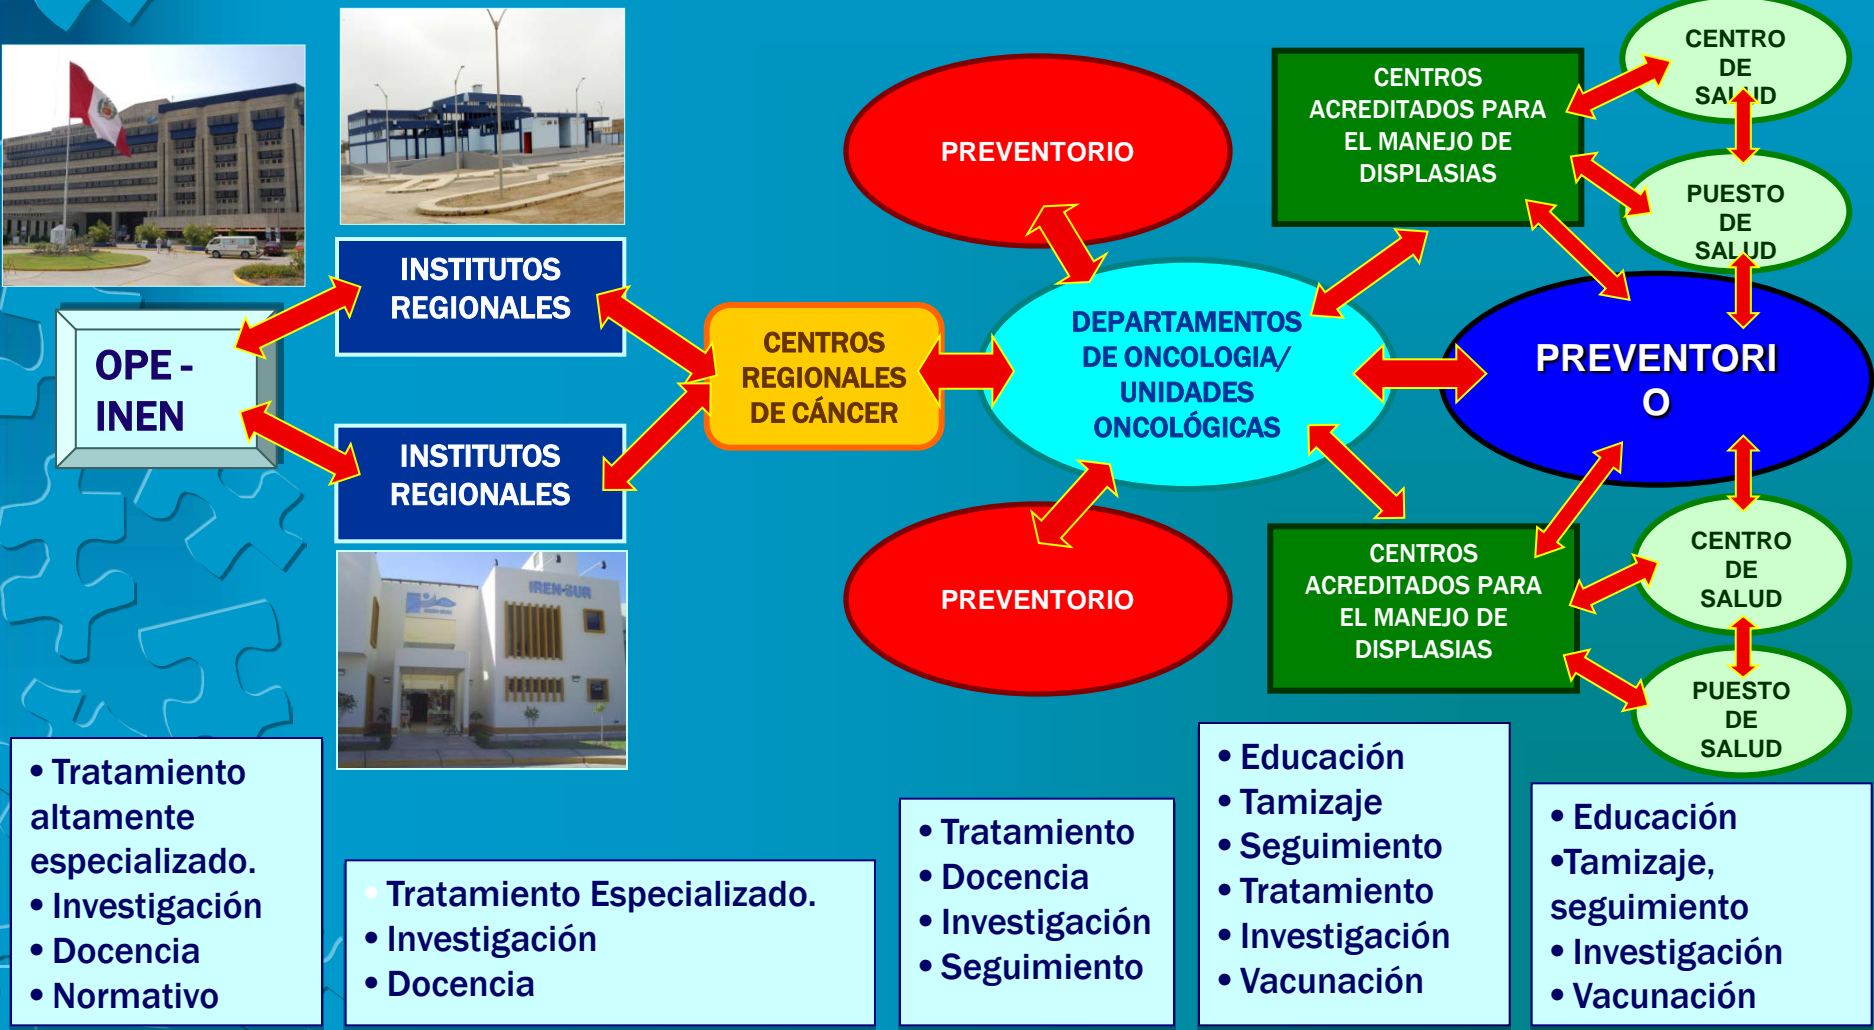 OPE -
INEN
INSTITUTOS
REGIONALES
INSTITUTOS
REGIONALES
IREN-SUR
CENTROS
REGIONALES
DE CÁNCER
PREVENTORIO
DEPARTAMENTOS
DE ONCOLOGIA/
UNIDADES
ONCOLÓGICAS
PREVENTORIO
CENTROS
ACREDITADOS PARA
EL MANEJO DE
DISPLASIAS
CENTRO
DE
SALUD
PUESTO
DE
SALUD
PREVENTORI
O
CENTROS
ACREDITADOS PARA
EL MANEJO DE
DISPLASIAS
CENTRO
DE
SALUD
PUESTO
DE
SALUD
• Tratamiento
altamente
especializado.
• Investigación
• Docencia
• Normativo
• Tratamiento Especializado.
• Investigación
• Docencia
• Tratamiento
• Docencia
• Investigación
• Seguimiento
• Educación
• Tamizaje
• Seguimiento
• Tratamiento
• Investigación
• Vacunación
• Educación
•Tamizaje,
seguimiento
• Investigación
• Vacunación